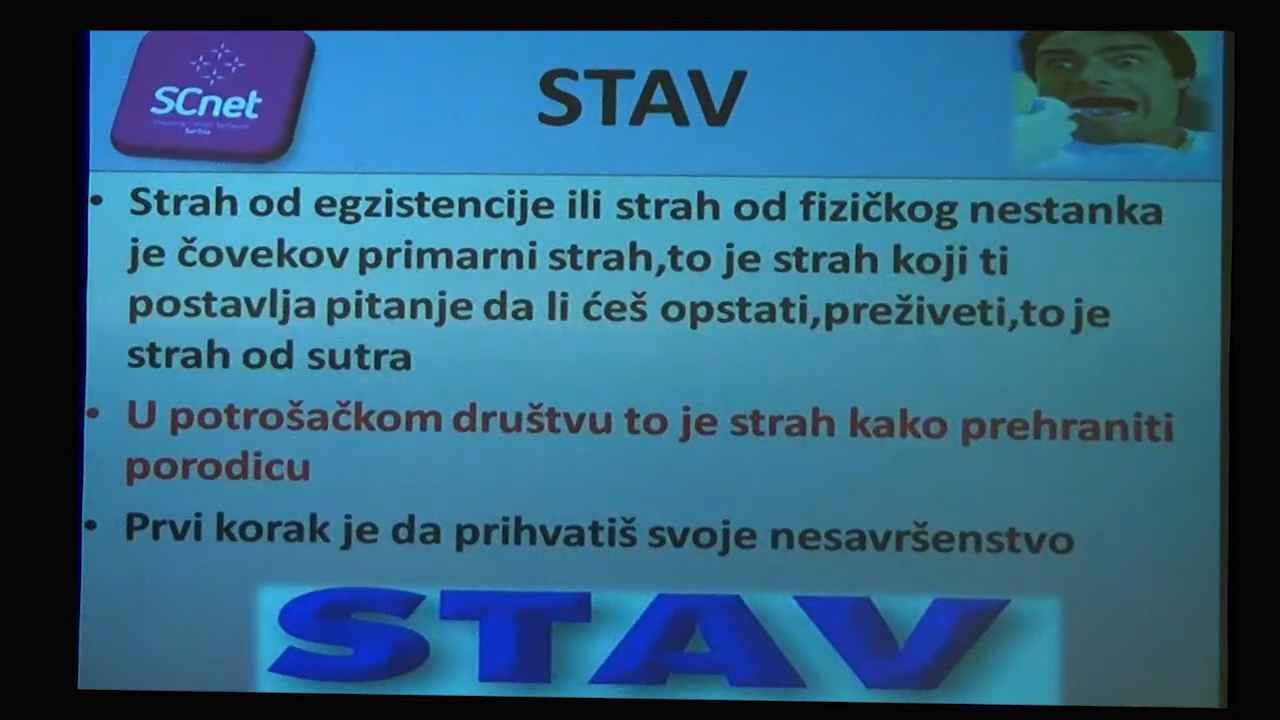 SCnet
Serbia
STAV
• Strah od egzistencije ili strah od fizičkog nestanka
je čovekov primarni strah,to je strah koji ti
postavlja pitanje da li ćeš opstati,preživeti,to je
strah od sutra
• U potrošačkom društvu to je strah kako prehraniti
porodicu
• Prvi korak je da prihvatiš svoje nesavršenstvo
STAV